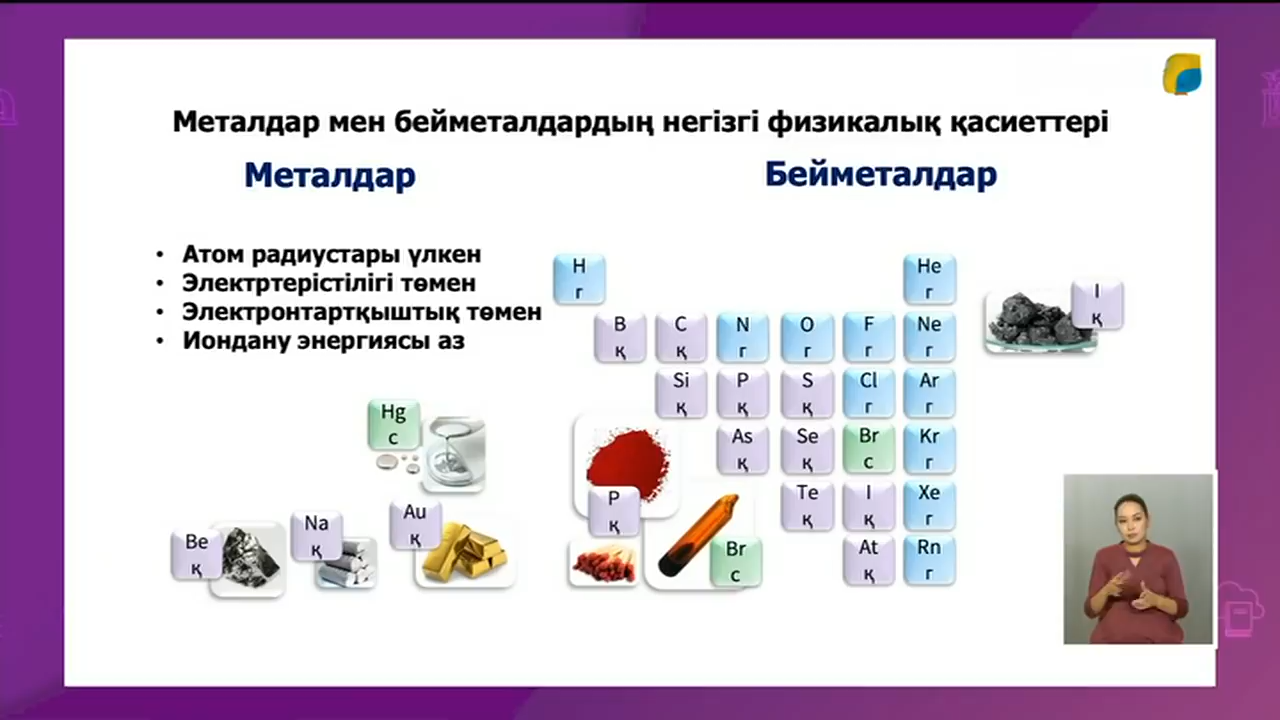 Металдар мен бейметалдардың негізгі физикалық қасиеттері
Металдар
Бейметалдар
• Атом радиустары үлкен
• Электртерістілігі төмен
• Электронтартқыштық төмен
• Иондану энергиясы аз
Hg
с
Be
қ
Na
қ
Au
қ
H
г
He
г
B
қ
C
қ
N
г
O
г
F
г
Ne
г
Si
қ
P
қ
S
қ
Cl
г
Ar
г
As
қ
Se
қ
Br
с
Kr
г
Te
қ
I
қ
Xe
г
At
қ
Rn
г
P
қ
Br
с
I
қ